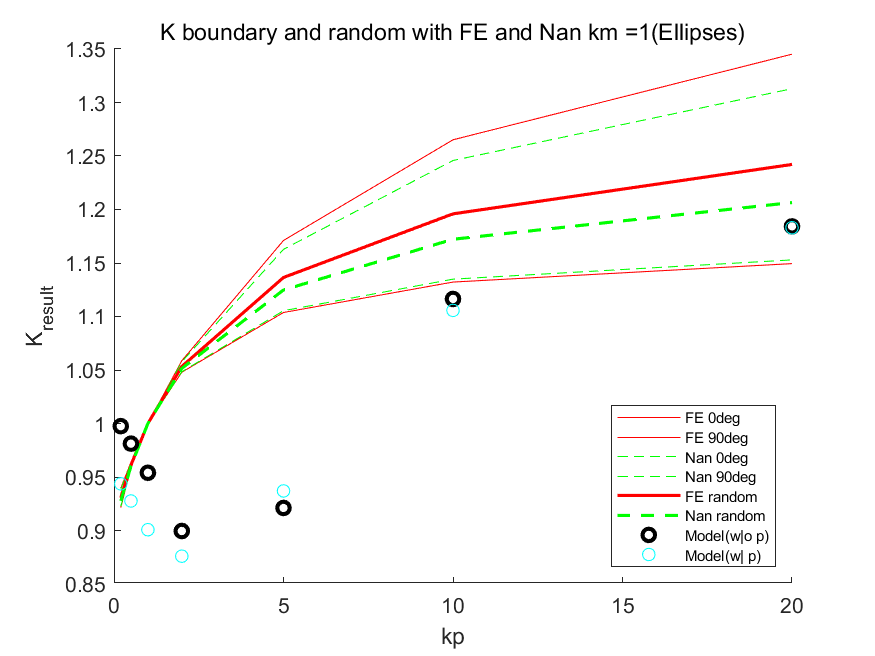 K boundary and random with FE and Nan km =1(Ellipses)
1.35
1.3
1.25
1.2
1.15
1.1
1.05
1
0.95
0.9
0.85
K_result
0 5 10 15 20
kp
FE 0deg
FE 90deg
Nan 0deg
Nan 90deg
FE random
Nan random
Model(w|o p)
Model(w| p)